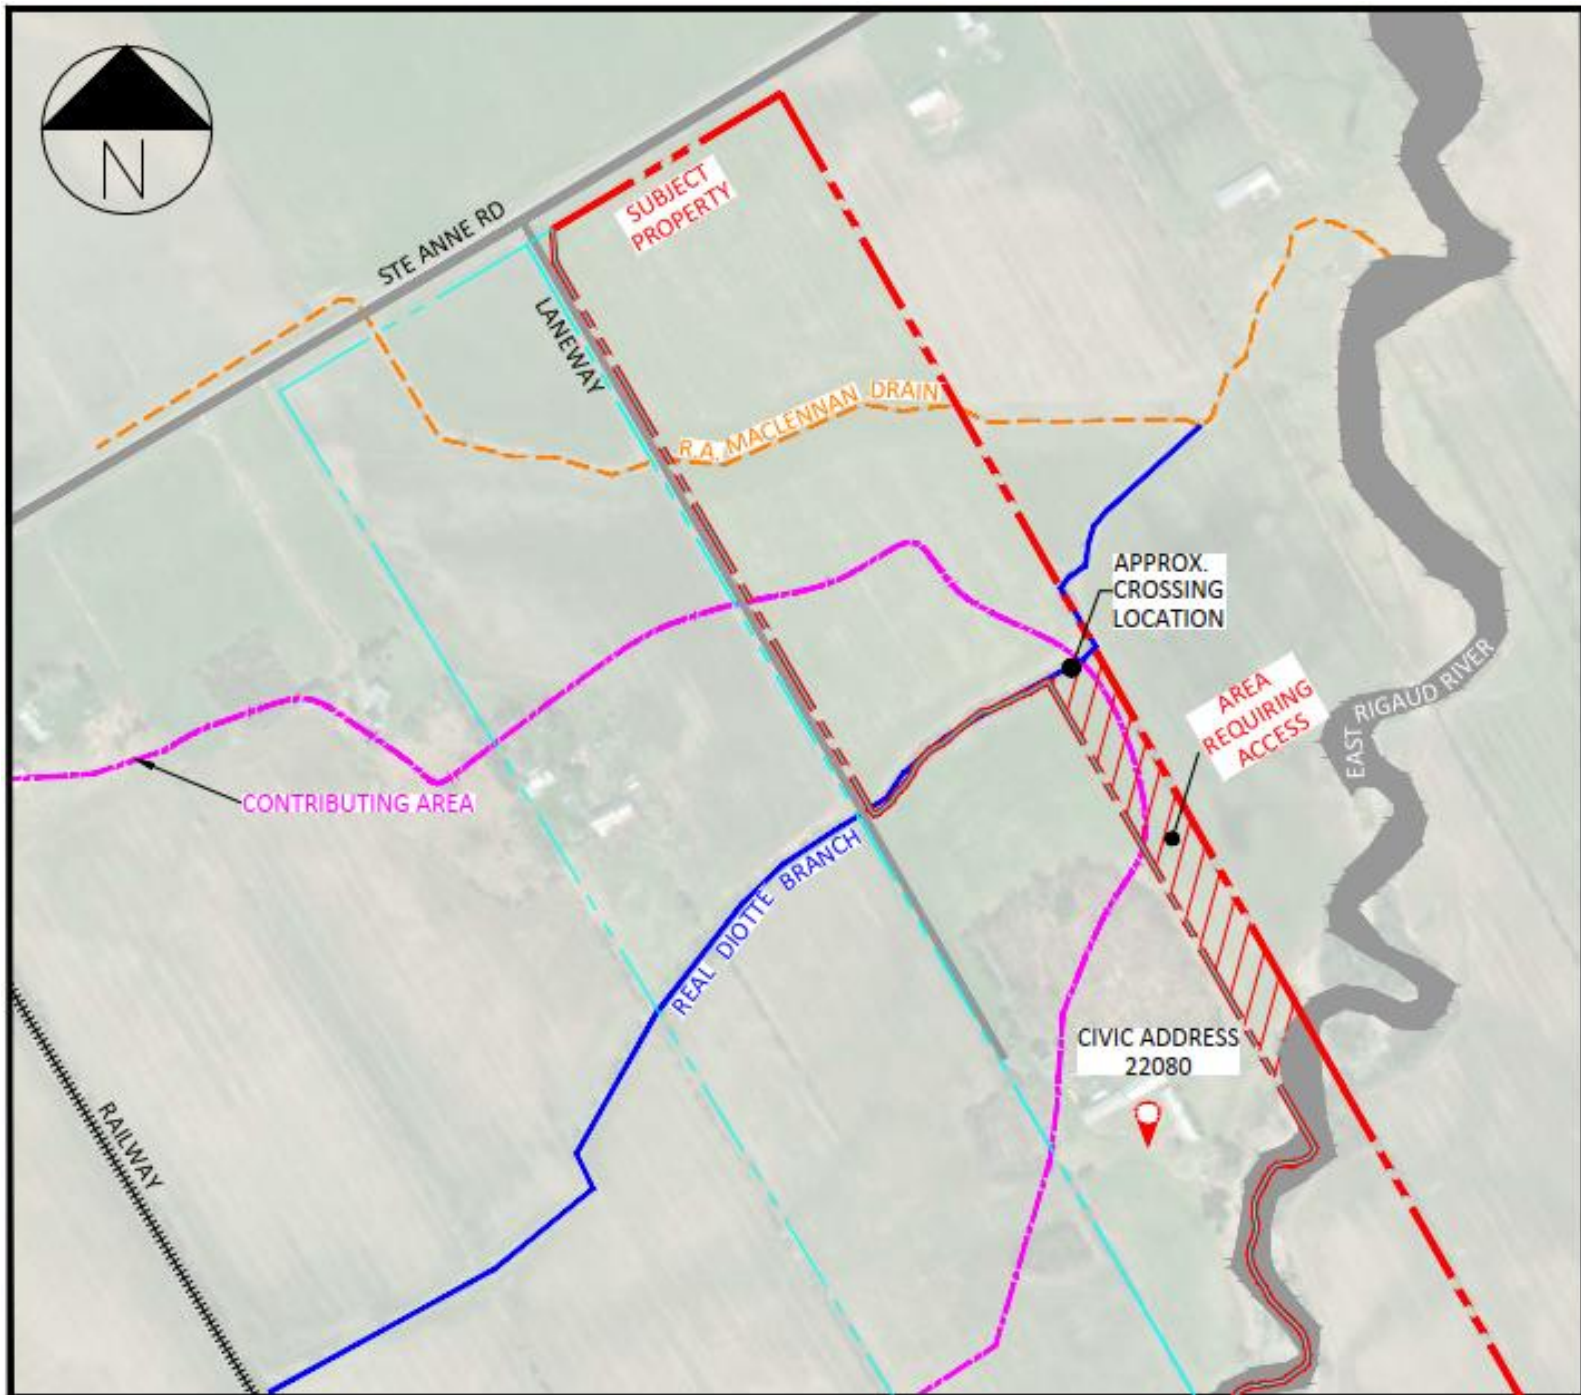 N
SUBJECT
PROPERTY
STE ANNE RD
LANEWAY
R.A. MACLENNAN DRAIN
APPROX.
CROSSING
LOCATION
AREA
REQUIRING
ACCESS
EAST RIGAUD RIVER
CONTRIBUTING AREA
REAL DIOTTE BRANCH
CIVIC ADDRESS
22080
RAILWAY